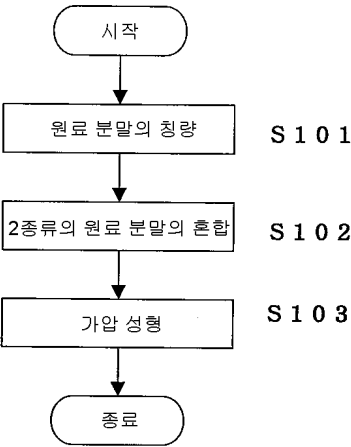 시작
원료 분말의 칭량
S101
2종류의 원료 분말의 혼합
S102
가압 성형
S103
종료